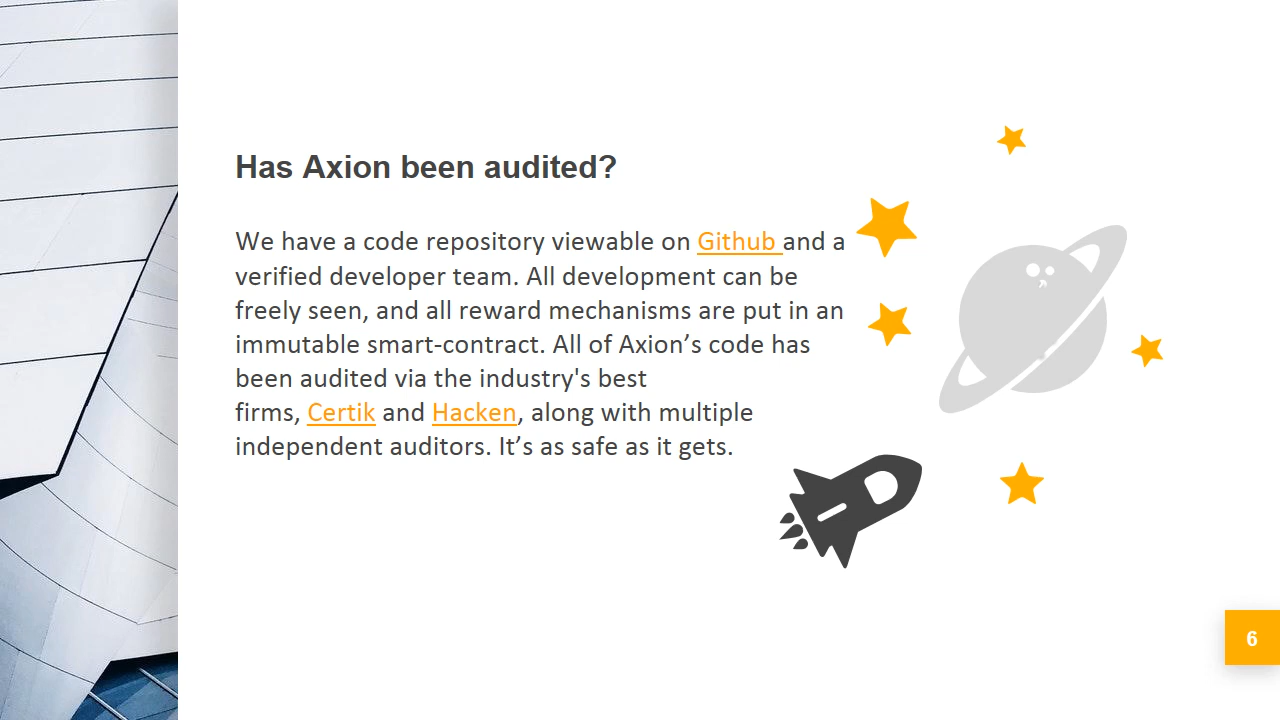 Has Axion been audited?
We have a code repository viewable on Github and a
verified developer team. All development can be
freely seen, and all reward mechanisms are put in an
immutable smart-contract. All of Axion’s code has
been audited via the industry's best
firms, Certik and Hacken, along with multiple
independent auditors. It’s as safe as it gets.
6